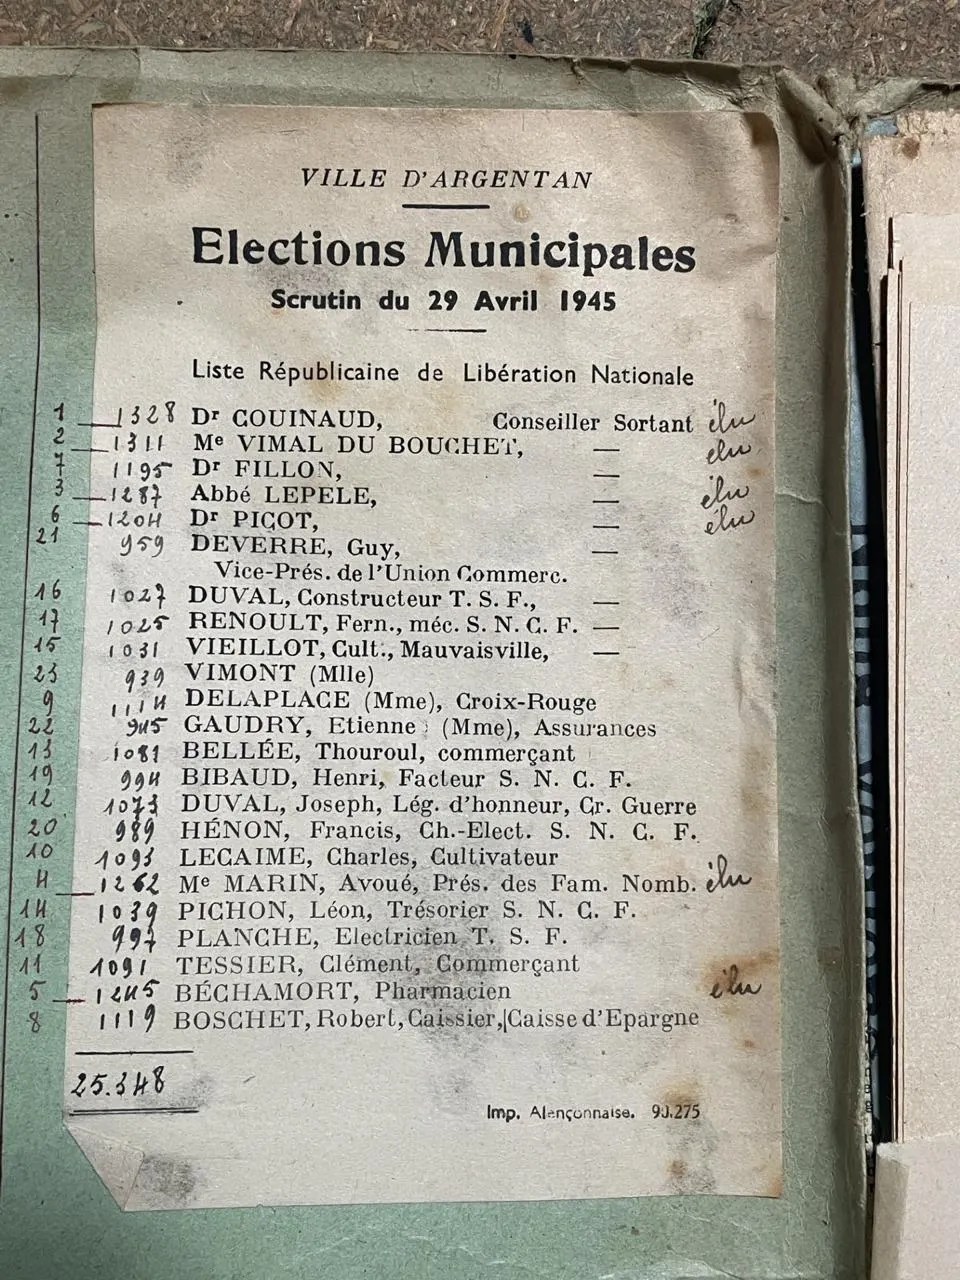 VILLE D'ARGENTAN
Elections Municipales
Scrutin du 29 Avril 1945
Liste Républicaine de Libération Nationale
1 1328 Dr COUINAUD, Conseiller Sortant élu
2 1311 Me VIMAL DU BOUCHET, — élu
7 1195 Dr FILLON, —
3 1287 Abbé LEPELE, — élu
6 1204 Dr PICOT, — élu
21 959 DEVERRE, Guy, —
Vice-Prés. de l'Union Commerc.
16 1027 DUVAL, Constructeur T. S. F., —
17 1025 RENOULT, Fern., méc. S. N. C. F. —
15 1031 VIEILLOT, Cult., Mauvaisville, —
23 939 VIMONT (Mlle)
9 1114 DELAPLACE (Mme), Croix-Rouge
22 945 GAUDRY, Etienne (Mme), Assurances
13 1081 BELLÉE, Thouroul, commerçant
19 994 BIBAUD, Henri, Facteur S. N. C. F.
12 1073 DUVAL, Joseph, Lég. d'honneur, Cr. Guerre
20 989 HÉNON, Francis, Ch.-Elect. S. N. C. F.
10 1093 LECAIME, Charles, Cultivateur
4 1262 Me MARIN, Avoué, Prés. des Fam. Nomb. élu
14 1039 PICHON, Léon, Trésorier S. N. C. F.
18 997 PLANCHE, Electricien T. S. F.
11 1091 TESSIER, Clément, Commerçant
5 1245 BÉCHAMORT, Pharmacien élu
8 1119 BOSCHET, Robert, Caissier, Caisse d'Epargne
25.348
Imp. Alençonnaise. 90.275